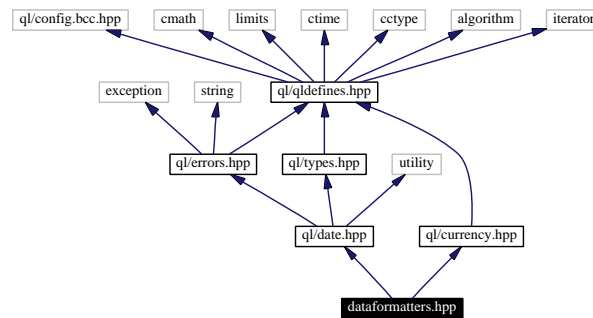 ql/config.bcc.hpp cmath limits ctime cctype algorithm iterator
exception string ql/qldefines.hpp
ql/errors.hpp ql/types.hpp utility
ql/date.hpp ql/currency.hpp
dataformatters.hpp